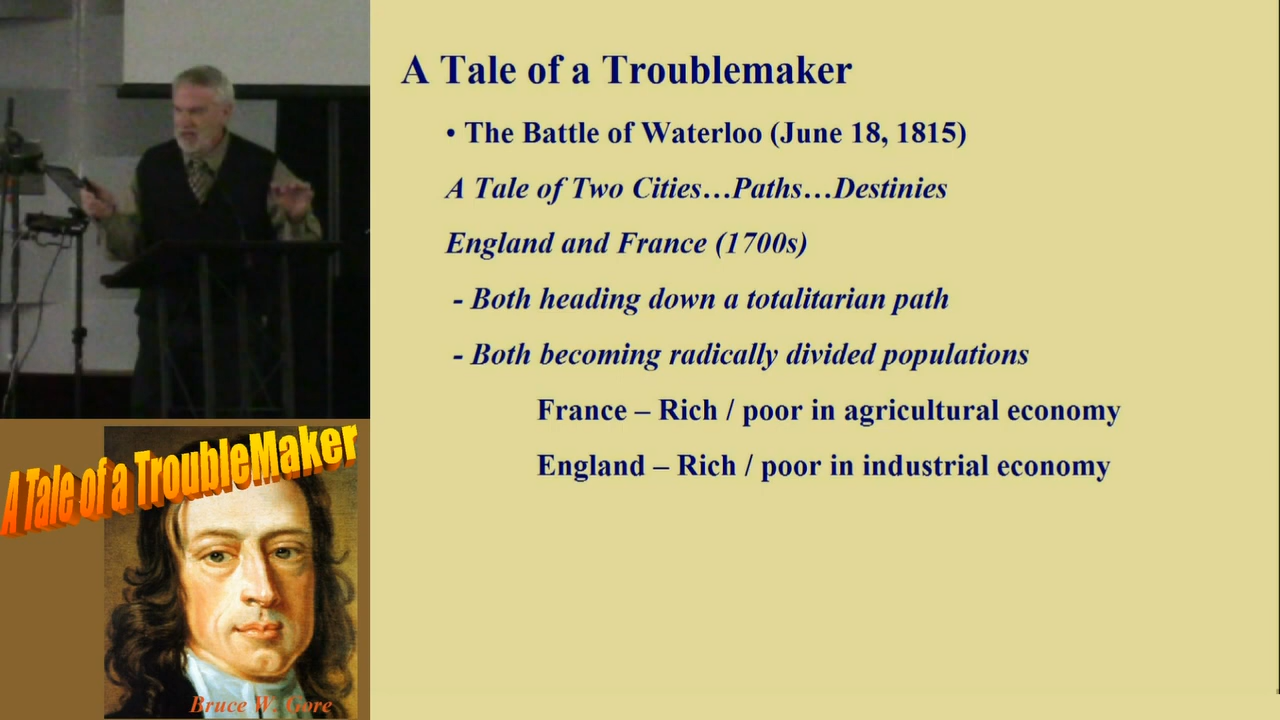 A Tale of a Troublemaker
• The Battle of Waterloo (June 18, 1815)
A Tale of Two Cities…Paths…Destinies
England and France (1700s)
- Both heading down a totalitarian path
- Both becoming radically divided populations
France – Rich / poor in agricultural economy
England – Rich / poor in industrial economy
A Tale of a TroubleMaker
Bruce W. Gore